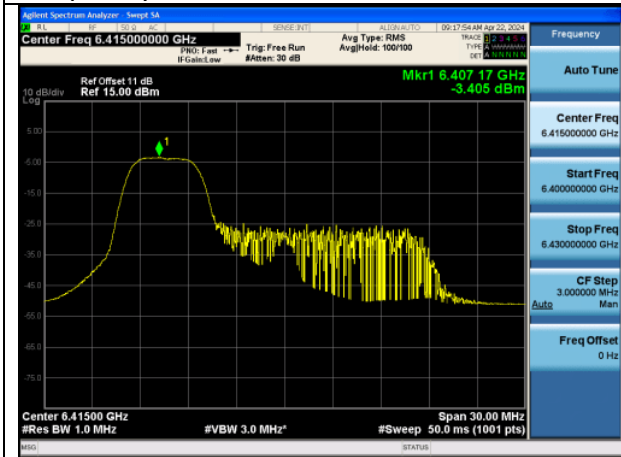 Agilent Spectrum Analyzer - Swept SA
RL RF 50 Ω AC SENSE:INT ALIGN AUTO 09:17:54 AM Apr 22, 2024
Center Freq 6.415000000 GHz
PNO: Fast
IFGain:Low
Trig: Free Run
#Atten: 30 dB
Avg Type: RMS
Avg|Hold: 100/100
TRACE 1 2 3 4 5 6
TYPE A WWWWW
DET A N N N N N
Frequency
Mkr1 6.407 17 GHz
-3.405 dBm
Ref Offset 11 dB
10 dB/div Ref 15.00 dBm
Log
5.00
-5.00
-15.0
-25.0
-35.0
-45.0
-55.0
-65.0
-75.0
1
Auto Tune
Center Freq
6.415000000 GHz
Start Freq
6.400000000 GHz
Stop Freq
6.430000000 GHz
CF Step
3.000000 MHz
Auto Man
Freq Offset
0 Hz
Center 6.41500 GHz Span 30.00 MHz
#Res BW 1.0 MHz #VBW 3.0 MHz* #Sweep 50.0 ms (1001 pts)
MSG STATUS